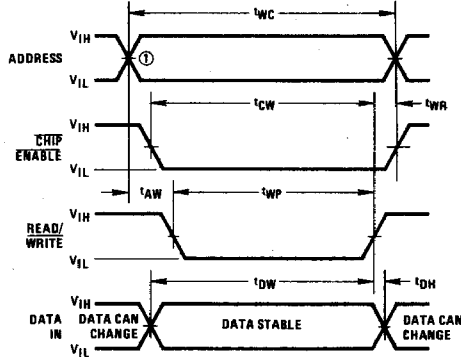 tWC
VIH
ADDRESS
①
VIL
tCW
tWR
VIH
CHIP
ENABLE
VIL
tAW
tWP
VIH
READ/
WRITE
VIL
tDW
tDH
VIH
DATA
IN
DATA CAN
CHANGE
DATA STABLE
DATA CAN
CHANGE
VIL